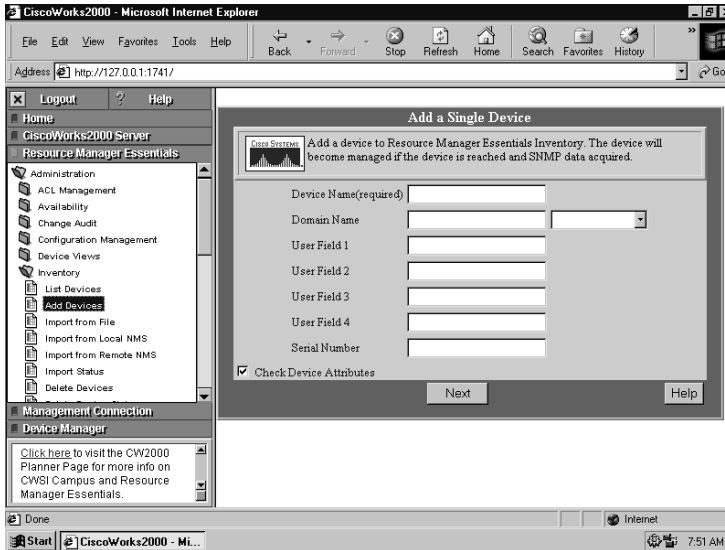 CiscoWorks2000 - Microsoft Internet Explorer
File Edit View Favorites Tools Help
Back Forward Stop Refresh Home Search Favorites History
Address http://127.0.0.1:1741/ Go
Logout ? Help
Home
CiscoWorks2000 Server
Resource Manager Essentials
Administration
ACL Management
Availability
Change Audit
Configuration Management
Device Views
Inventory
List Devices
Add Devices
Import from File
Import from Local NMS
Import from Remote NMS
Import Status
Delete Devices
Management Connection
Device Manager
Click here to visit the CW2000
Planner Page for more info on
CWSI Campus and Resource
Manager Essentials.
Add a Single Device
CISCO SYSTEMS
Add a device to Resource Manager Essentials Inventory. The device will
become managed if the device is reached and SNMP data acquired.
Device Name(required)
Domain Name
User Field 1
User Field 2
User Field 3
User Field 4
Serial Number
Check Device Attributes
Next Help
Done Internet
Start CiscoWorks2000 - Mi... 7:51 AM